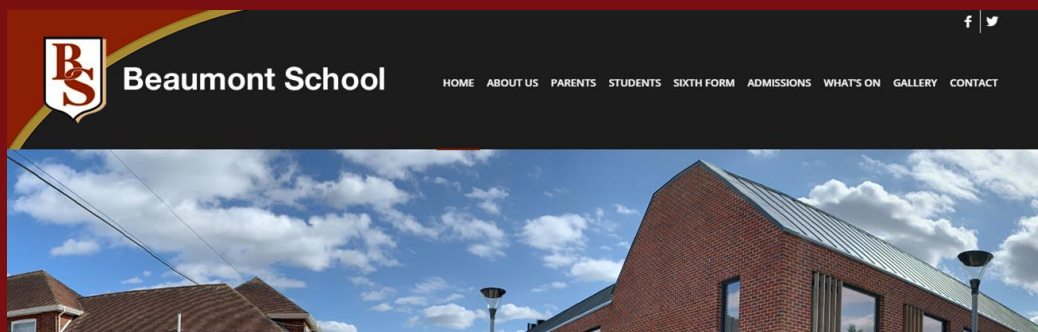 BS
Beaumont School
HOME ABOUT US PARENTS STUDENTS SIXTH FORM ADMISSIONS WHAT'S ON GALLERY CONTACT